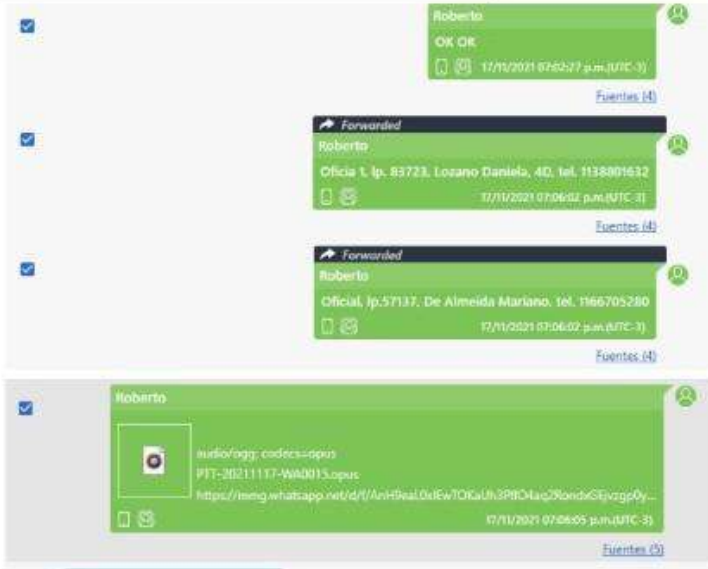 Roberto
OK OK
17/11/2021 07:02:27 p.m.(UTC-3)
Fuentes (4)
Forwarded
Roberto
Oficia 1, lp. 83723, Lozano Daniela, 4D, tel. 1138801632
17/11/2021 07:06:02 p.m.(UTC-3)
Fuentes (4)
Forwarded
Roberto
Oficial, lp.57137, De Almeida Mariano, tel. 1166705280
17/11/2021 07:06:02 p.m.(UTC-3)
Fuentes (4)
Roberto
audio/ogg; codecs=opus
PTT-20211117-WA0015.opus
17/11/2021 07:06:05 p.m.(UTC-3)
Fuentes (5)